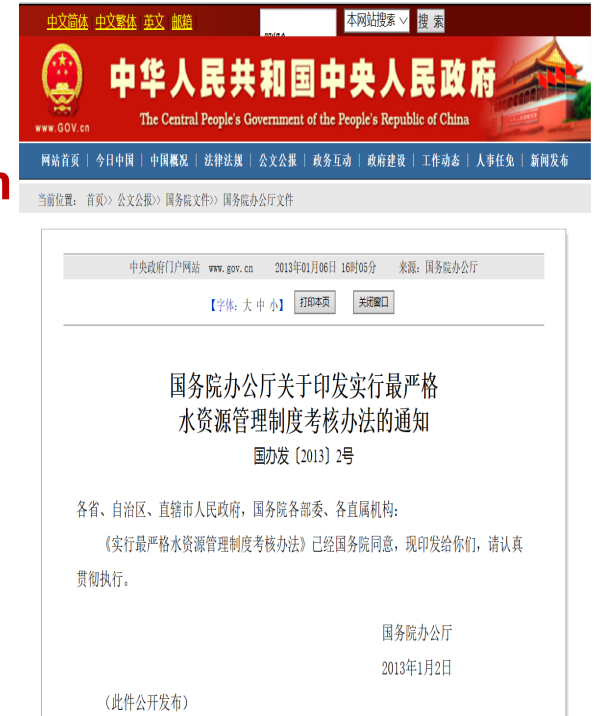 中文简体 中文繁体 英文 邮箱 本网站搜索 搜 索
中华人民共和国中央人民政府
The Central People's Government of the People's Republic of China
www.GOV.cn
网站首页 | 今日中国 | 中国概况 | 法律法规 | 公文公报 | 政务互动 | 政府建设 | 工作动态 | 人事任免 | 新闻发布
n
当前位置: 首页>> 公文公报>> 国务院文件>> 国务院办公厅文件
中央政府门户网站 www.gov.cn 2013年01月06日 16时05分 来源: 国务院办公厅
【字体: 大 中 小】 打印本页 关闭窗口
国务院办公厅关于印发实行最严格
水资源管理制度考核办法的通知
国办发〔2013〕2号
各省、自治区、直辖市人民政府，国务院各部委、各直属机构:
《实行最严格水资源管理制度考核办法》已经国务院同意，现印发给你们，请认真
贯彻执行。
国务院办公厅
2013年1月2日
（此件公开发布）